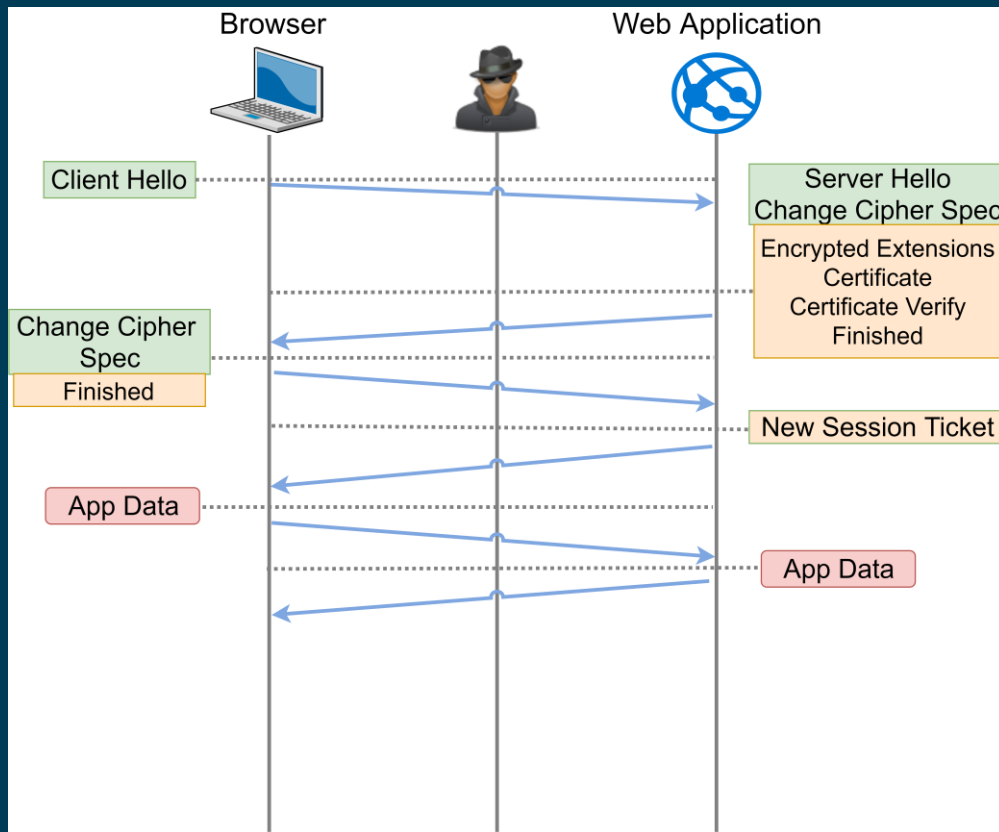 Browser
Web Application
Client Hello
Server Hello
Change Cipher Spec
Encrypted Extensions
Certificate
Certificate Verify
Finished
Change Cipher
Spec
Finished
New Session Ticket
App Data
App Data